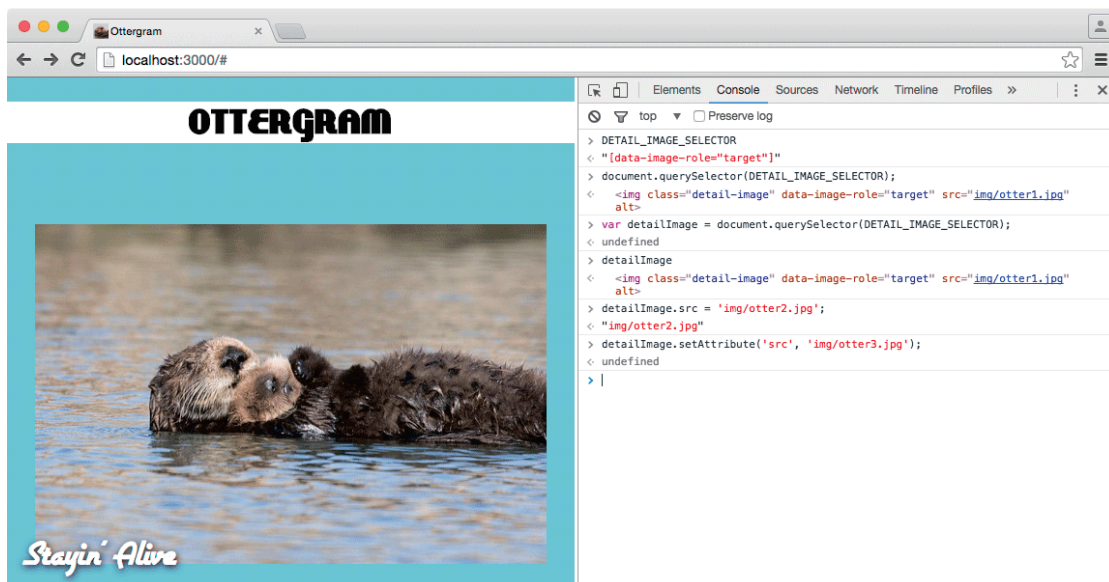 Ottergram
localhost:3000/#
OTTERGRAM
Stayin' Alive
Elements Console Sources Network Timeline Profiles »
top ▼ Preserve log
> DETAIL_IMAGE_SELECTOR
"[data-image-role="target"]"
> document.querySelector(DETAIL_IMAGE_SELECTOR);
<img class="detail-image" data-image-role="target" src="img/otter1.jpg"
alt>
> var detailImage = document.querySelector(DETAIL_IMAGE_SELECTOR);
undefined
> detailImage
<img class="detail-image" data-image-role="target" src="img/otter1.jpg"
alt>
> detailImage.src = 'img/otter2.jpg';
"img/otter2.jpg"
> detailImage.setAttribute('src', 'img/otter3.jpg');
undefined
>